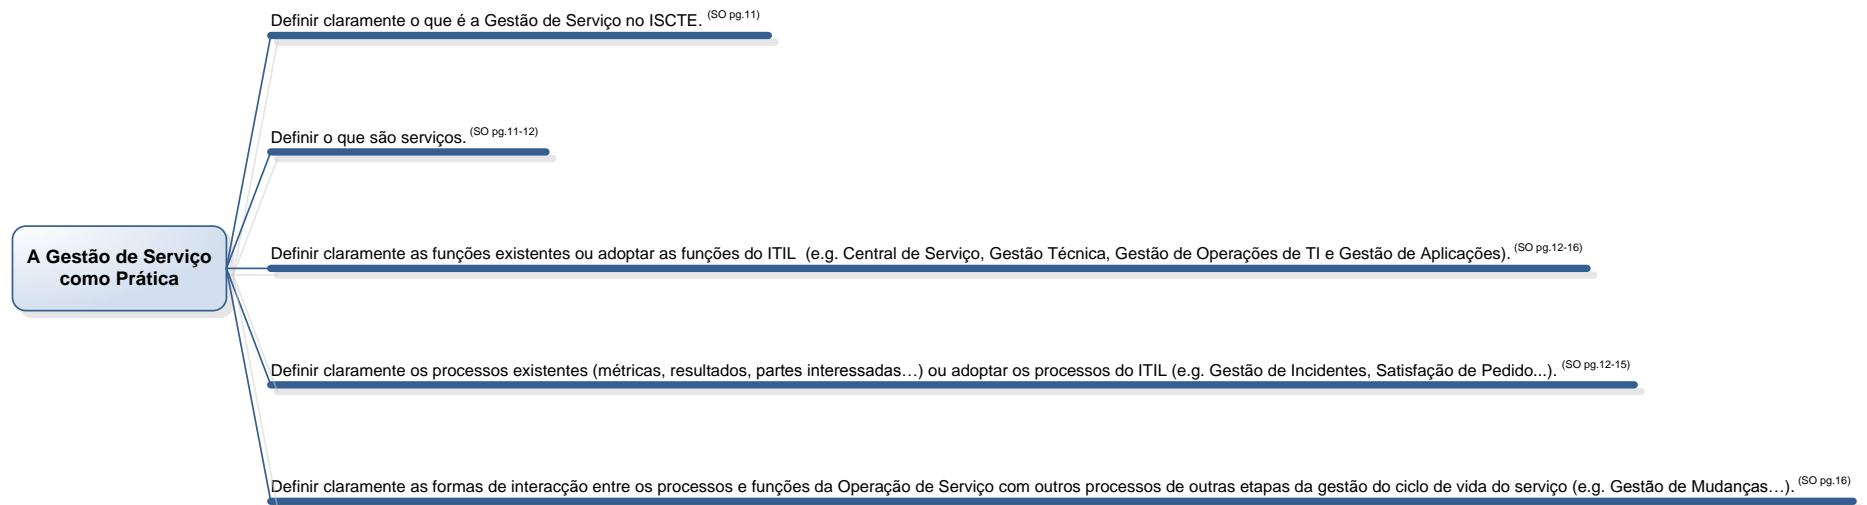 Definir claramente o que é a Gestão de Serviço no ISCTE. (SO pg.11)
Definir o que são serviços. (SO pg.11-12)
A Gestão de Serviço
como Prática
Definir claramente as funções existentes ou adoptar as funções do ITIL  (e.g. Central de Serviço, Gestão Técnica, Gestão de Operações de TI e Gestão de Aplicações). (SO pg.12-16)
Definir claramente os processos existentes (métricas, resultados, partes interessadas…) ou adoptar os processos do ITIL (e.g. Gestão de Incidentes, Satisfação de Pedido...). (SO pg.12-15)
Definir claramente as formas de interacção entre os processos e funções da Operação de Serviço com outros processos de outras etapas da gestão do ciclo de vida do serviço (e.g. Gestão de Mudanças…). (SO pg.16)